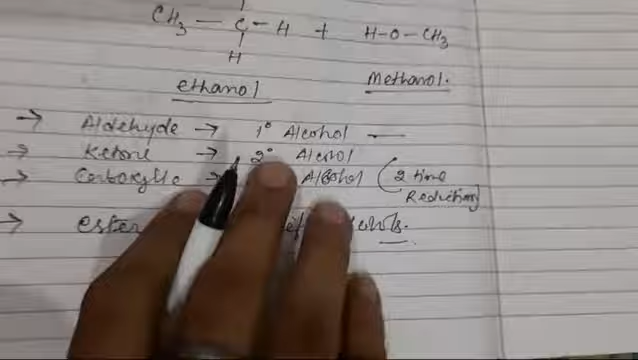 CH3 — C — H + H-O-CH3
H
ethanol Methanol.
→ Aldehyde → 1° Alcohol —
→ Ketone → 2° Alcohol
→ Carboxylic → Alcohol (2 time
Reduction)
→ Ester